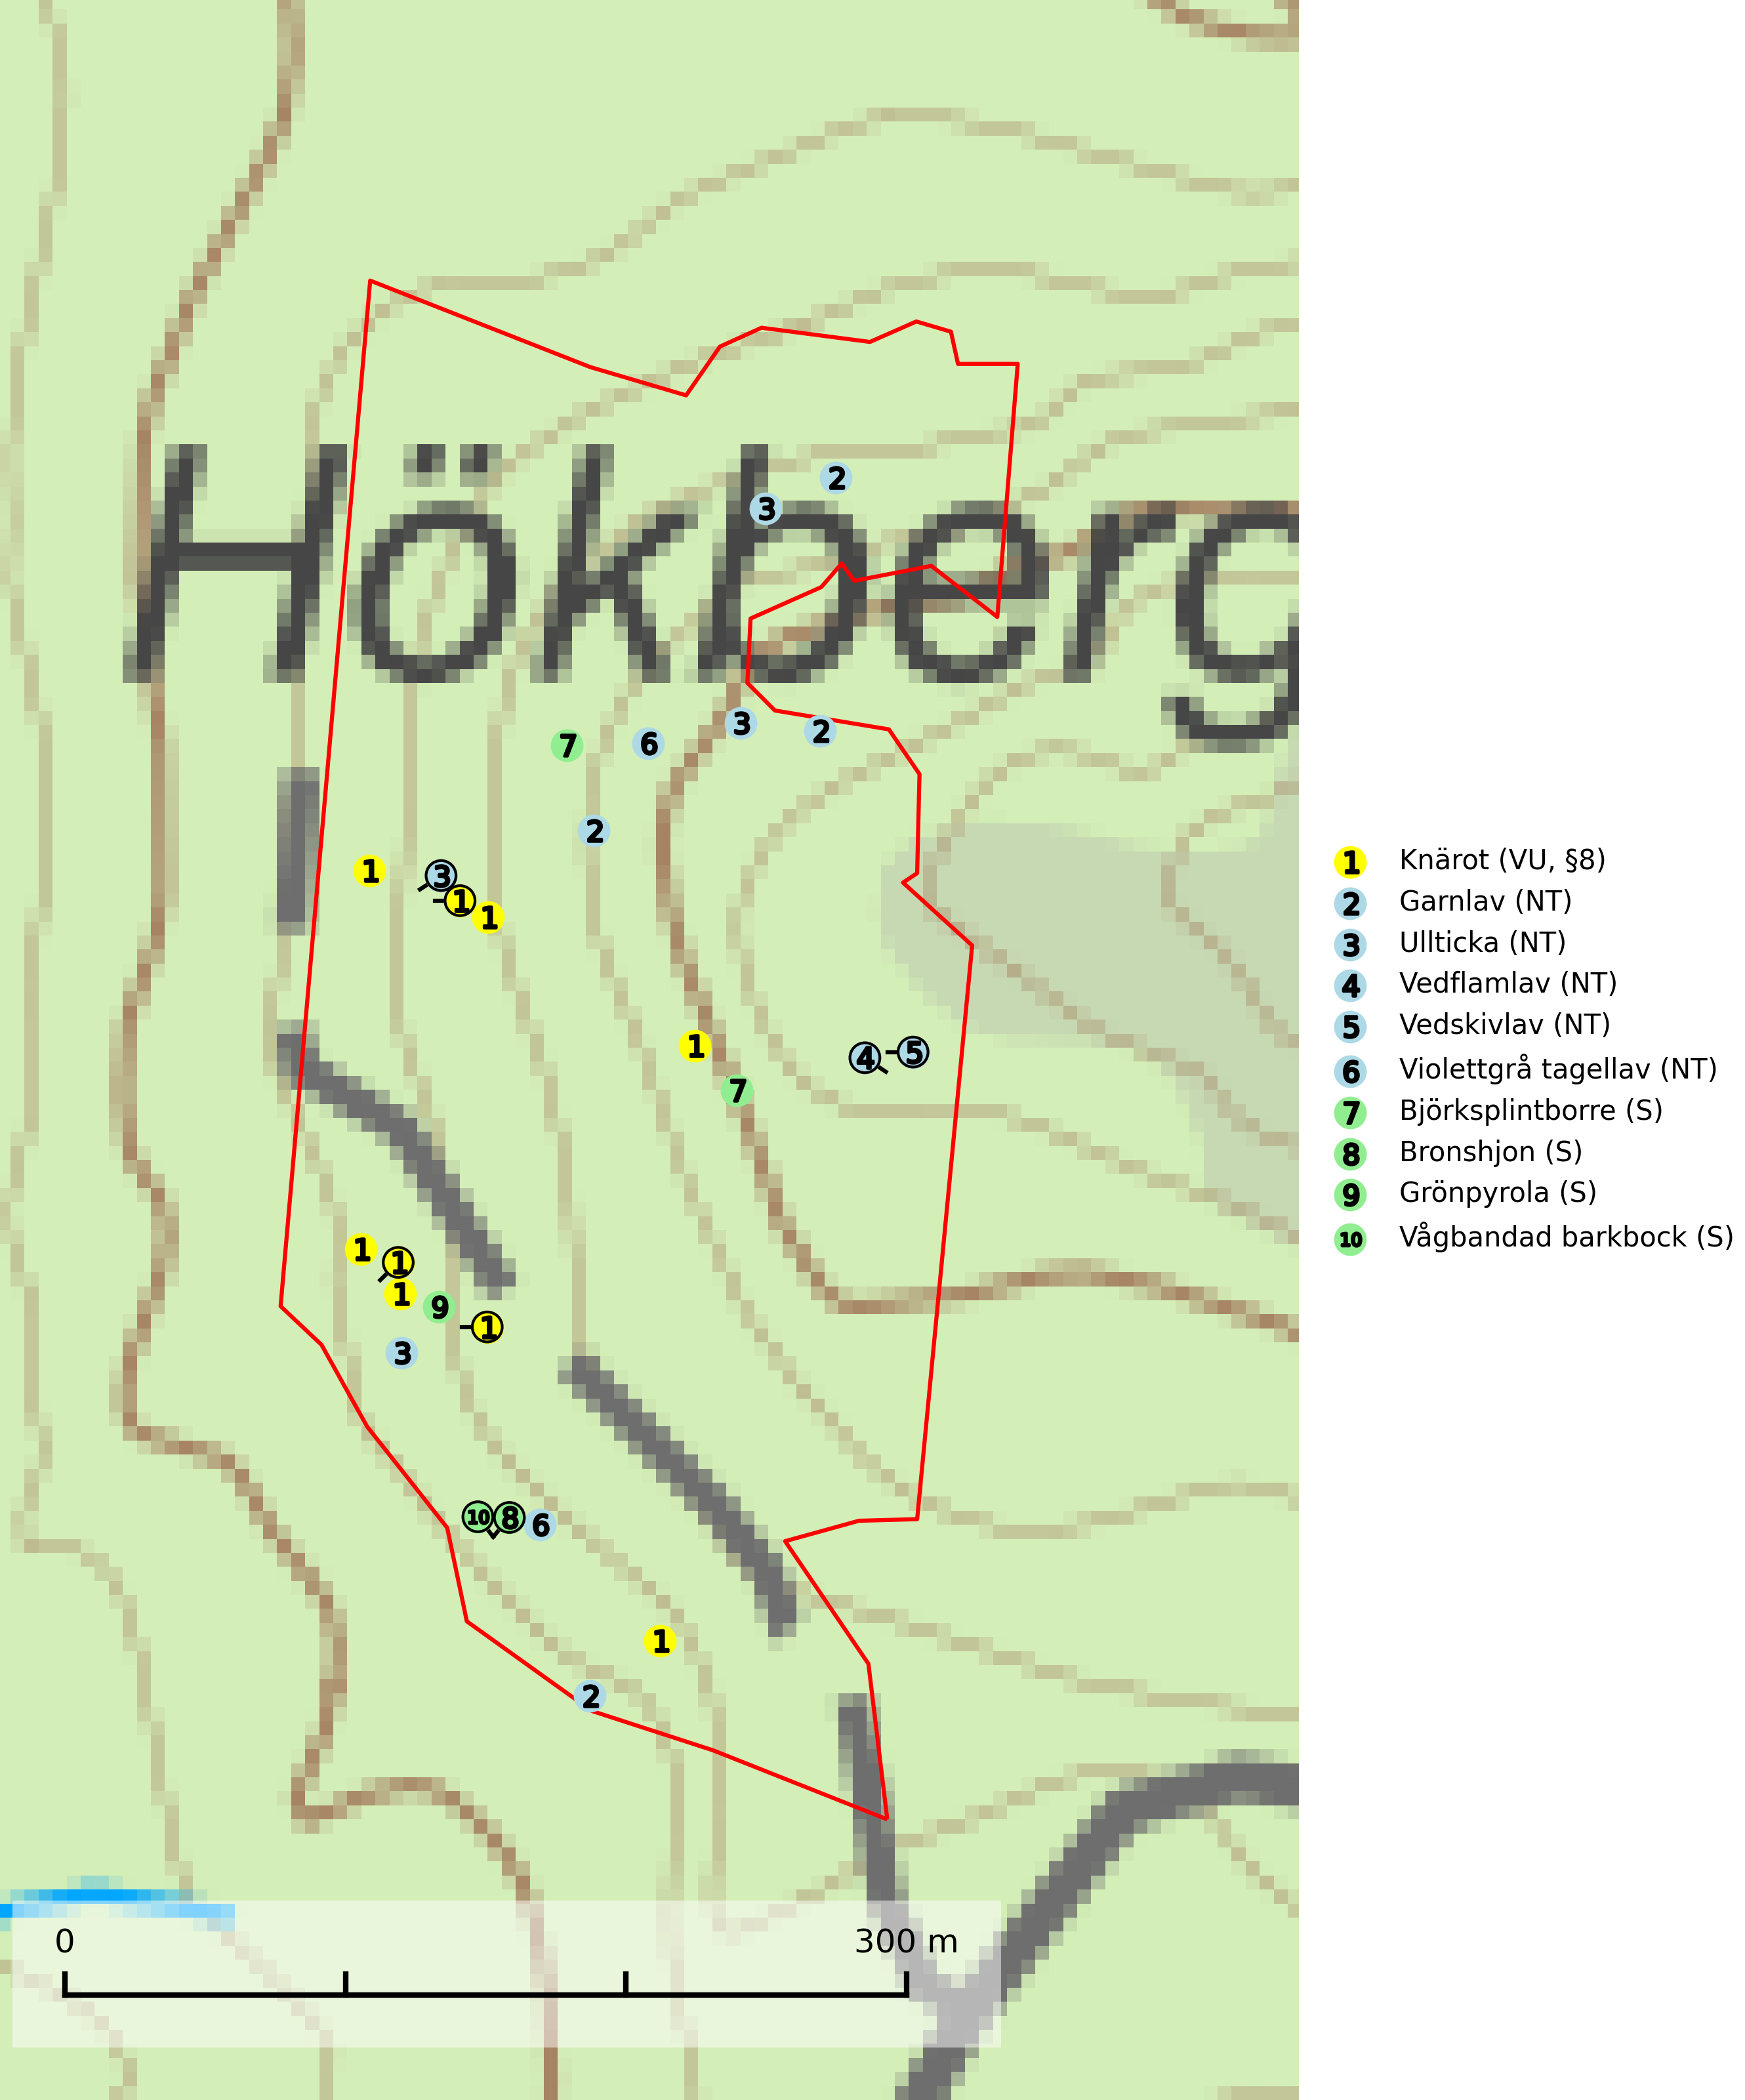 Hökberg
2
3
3
2
7
6
2
1
3
1
1
1
4
5
7
1
1
1
9
1
3
10
8
6
1
2
0
300 m
1 Knärot (VU, §8)
2 Garnlav (NT)
3 Ullticka (NT)
4 Vedflamlav (NT)
5 Vedskivlav (NT)
6 Violettgrå tagellav (NT)
7 Björksplintborre (S)
8 Bronshjon (S)
9 Grönpyrola (S)
10 Vågbandad barkbock (S)